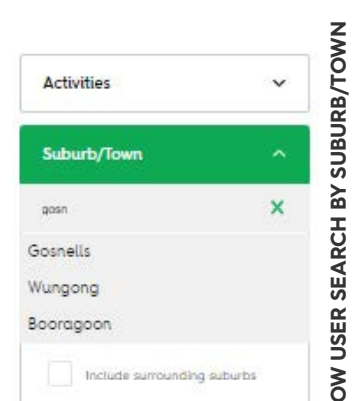 Activities
Suburb/Town
gosn
Gosnells
Wungong
Booragoon
Include surrounding suburbs
OW USER SEARCH BY SUBURB/TOWN